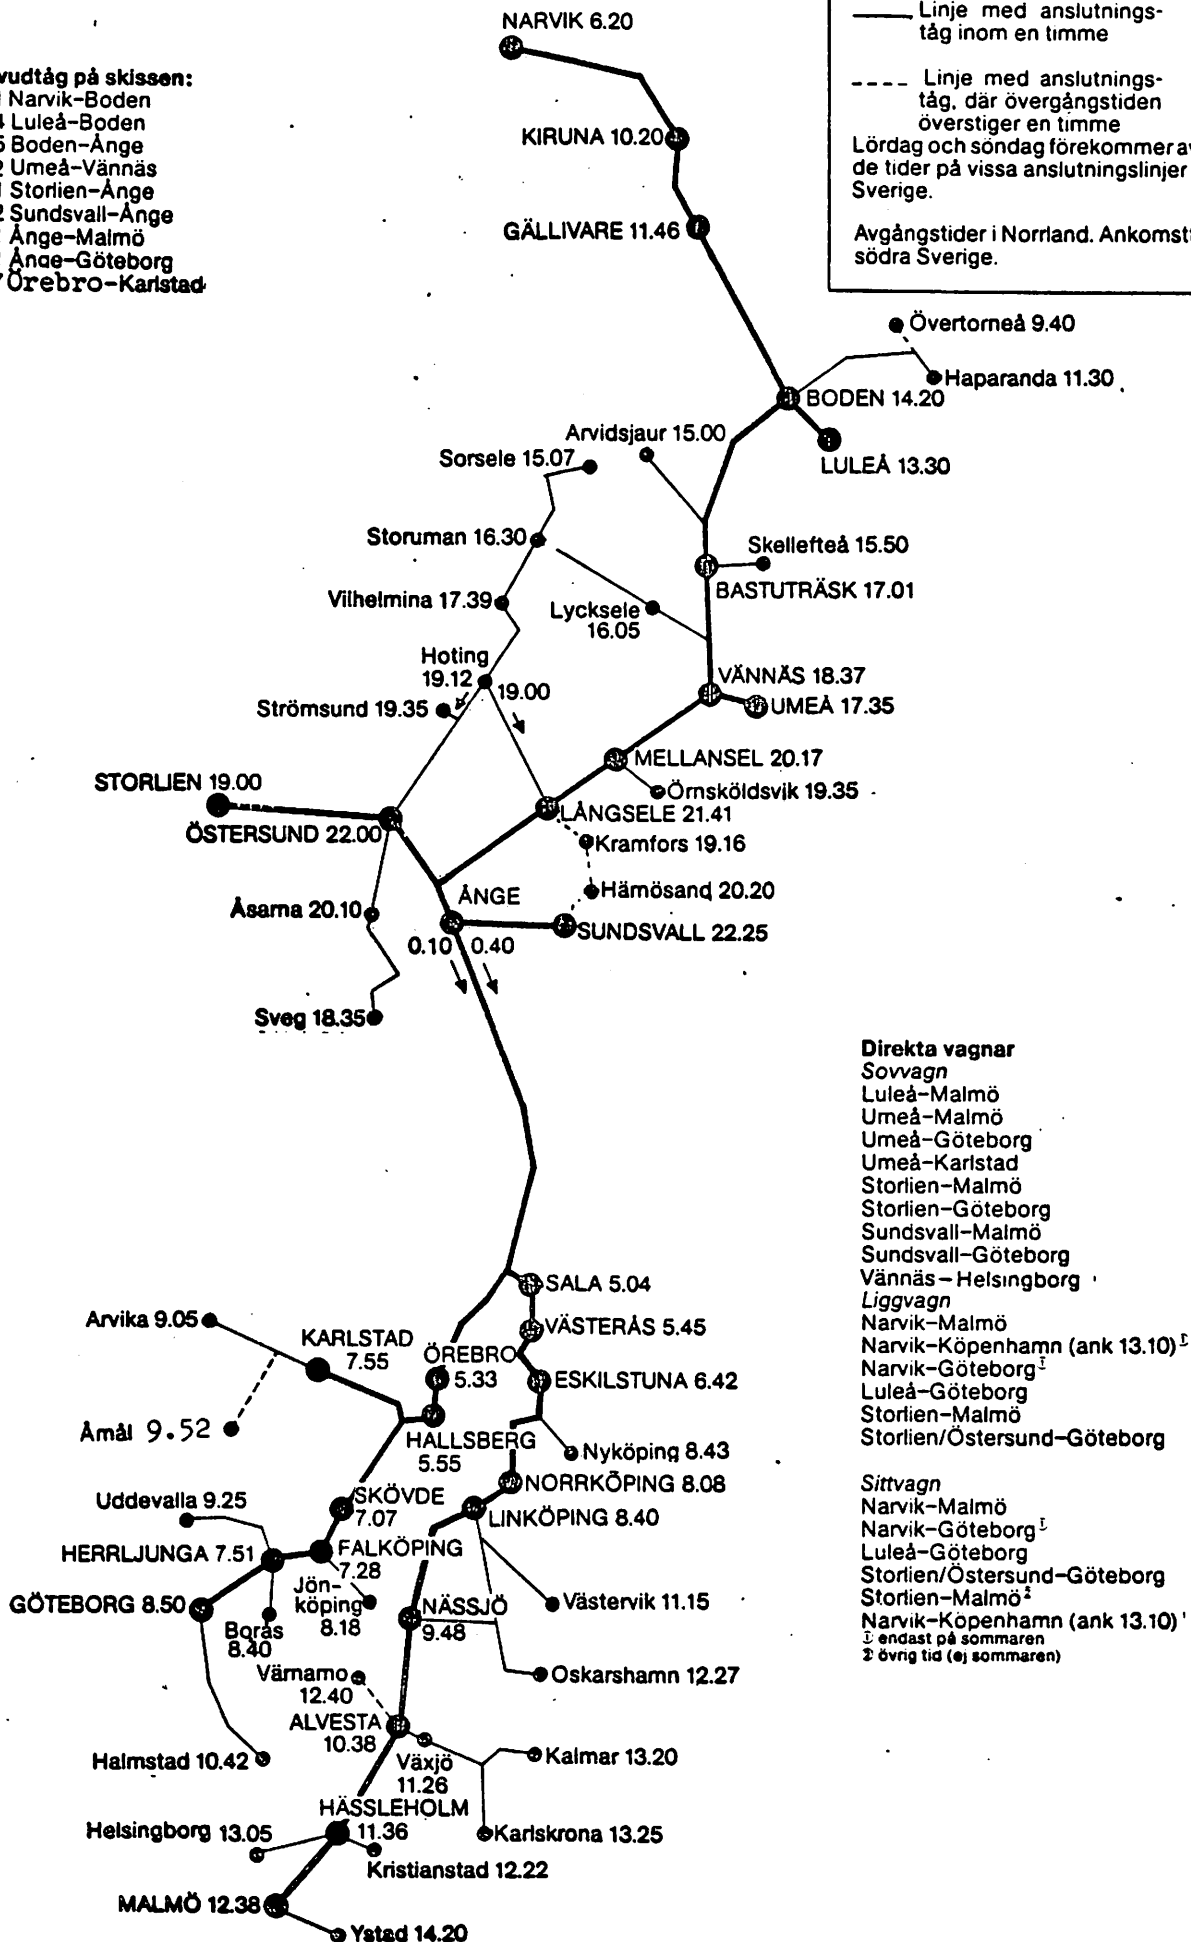 NARVIK 6.20
Linje med anslutnings-
tåg inom en timme
Linje med anslutnings-
tåg, där övergångstiden
överstiger en timme
Lördag och söndag förekommer
de tider på vissa anslutningslinjer
Sverige.
Avgångstider i Norrland.
södra Sverige.
på skissen:
Narvik–Boden
Luleå–Boden
Boden–Ånge
Umeå–Vännäs
Storlien–Ånge
Sundsvall–Ånge
Ånge–Malmö
Ånge–Göteborg
Örebro–Karlstad
KIRUNA 10.20
GÄLLIVARE 11.46
Övertorneå 9.40
Haparanda 11.30
BODEN 14.20
Arvidsjaur 15.00
LULEÅ 13.30
Sorsele 15.07
Storuman 16.30
Skellefteå 15.50
BASTUTRÄSK 17.01
Vilhelmina 17.39
Lycksele
16.05
Hoting
19.12
19.00
VÄNNÄS 18.37
Strömsund 19.35
UMEÅ 17.35
MELLANSEL 20.17
STORLIEN 19.00
Örnsköldsvik 19.35
LÅNGSELE 21.41
ÖSTERSUND 22.00
Kramfors 19.16
Hämösand 20.20
ÅNGE
Åsarna 20.10
SUNDSVALL 22.25
0.10 0.40
Sveg 18.35
Direkta vagnar
Sovvagn
Luleå–Malmö
Umeå–Malmö
Umeå–Göteborg
Umeå–Karlstad
Storlien–Malmö
Storlien–Göteborg
Sundsvall–Malmö
Sundsvall–Göteborg
Vännäs–Helsingborg
Liggvagn
Narvik–Malmö
Narvik–Köpenhamn (ank 13.10)¹
Narvik–Göteborg¹
Luleå–Göteborg
Storlien–Malmö
Storlien/Östersund–Göteborg
Sittvagn
Narvik–Malmö
Narvik–Göteborg¹
Luleå–Göteborg
Storlien/Östersund–Göteborg
Storlien–Malmö²
Narvik–Köpenhamn (ank 13.10)¹
1 endast på sommaren
2 övrig tid (ej sommaren)
SALA 5.04
Arvika 9.05
VÄSTERÅS 5.45
KARLSTAD
7.55
ÖREBRO
5.33
ESKILSTUNA 6.42
Åmål 9.52
HALLSBERG
5.55
Nyköping 8.43
NORRKÖPING 8.08
SKÖVDE
7.07
Uddevalla 9.25
LINKÖPING 8.40
HERRLJUNGA 7.51
FALKÖPING
7.28
GÖTEBORG 8.50
Jön-
köping
8.18
Borås
8.40
NÄSSJÖ
9.48
Västervik 11.15
Oskarshamn 12.27
Värnamo
12.40
ALVESTA
10.38
Växjö
11.26
Kalmar 13.20
Halmstad 10.42
HÄSSLEHOLM
11.36
Helsingborg 13.05
Karlskrona 13.25
Kristianstad 12.22
MALMÖ 12.38
Ystad 14.20